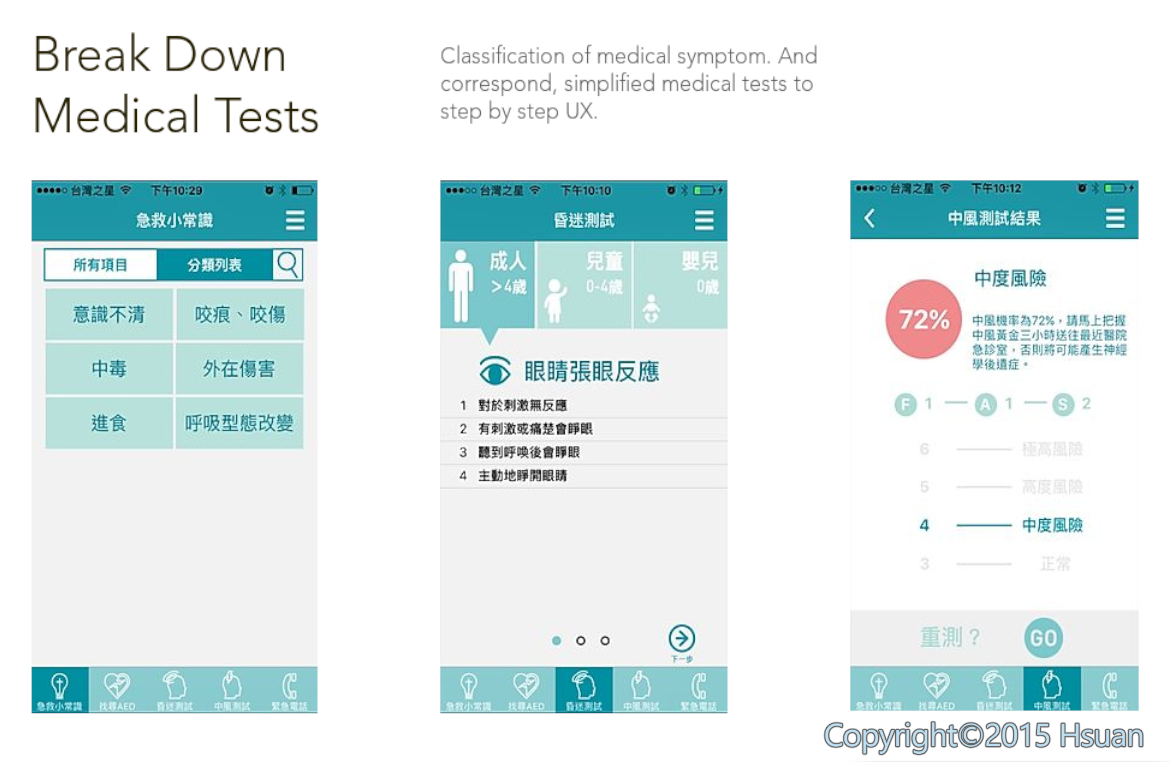 Break Down
Medical Tests
Classification of medical symptom. And
correspond, simplified medical tests to
step by step UX.
台灣之星 下午10:29
急救小常識
所有項目 分類列表
意識不清 咬痕、咬傷
中毒 外在傷害
進食 呼吸型態改變
急救小常識 找尋AED 昏迷測試 中風測試 緊急電話
台灣之星 下午10:10
昏迷測試
成人 兒童 嬰兒
>4歲 0-4歲 0歲
眼睛張眼反應
1 對於刺激無反應
2 有刺激或痛楚會睜眼
3 聽到呼喚後會睜眼
4 主動地睜開眼睛
下一步
急救小常識 找尋AED 昏迷測試 中風測試 緊急電話
台灣之星 下午10:12
中風測試結果
中度風險
72%
中風機率為72%，請馬上把握
中風黃金三小時送往最近醫院
急診室，否則將可能產生神經
學後遺症。
F 1 — A 1 — S 2
6 極高風險
5 高度風險
4 中度風險
3 正常
重測？ GO
急救小常識 找尋AED 昏迷測試 中風測試 緊急電話
Copyright©2015 Hsuan